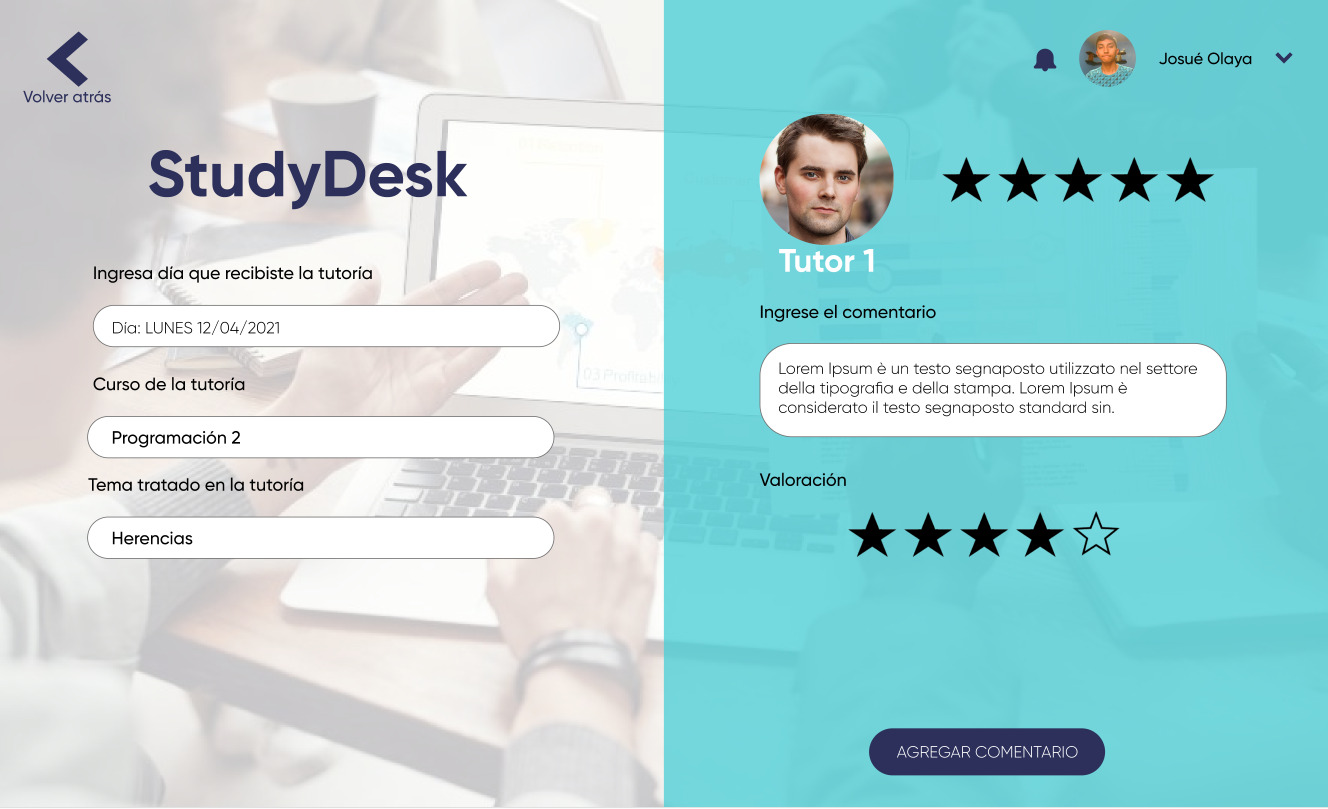 Volver atrás
Josué Olaya
StudyDesk
Ingresa día que recibiste la tutoría
Día: LUNES 12/04/2021
Curso de la tutoría
Programación 2
Tema tratado en la tutoría
Herencias
03 Profitabi
Tutor 1
Ingrese el comentario
Lorem Ipsum è un testo segnaposto utilizzato nel settore
della tipografia e della stampa. Lorem Ipsum è
considerato il testo segnaposto standard sin.
Valoración
AGREGAR COMENTARIO